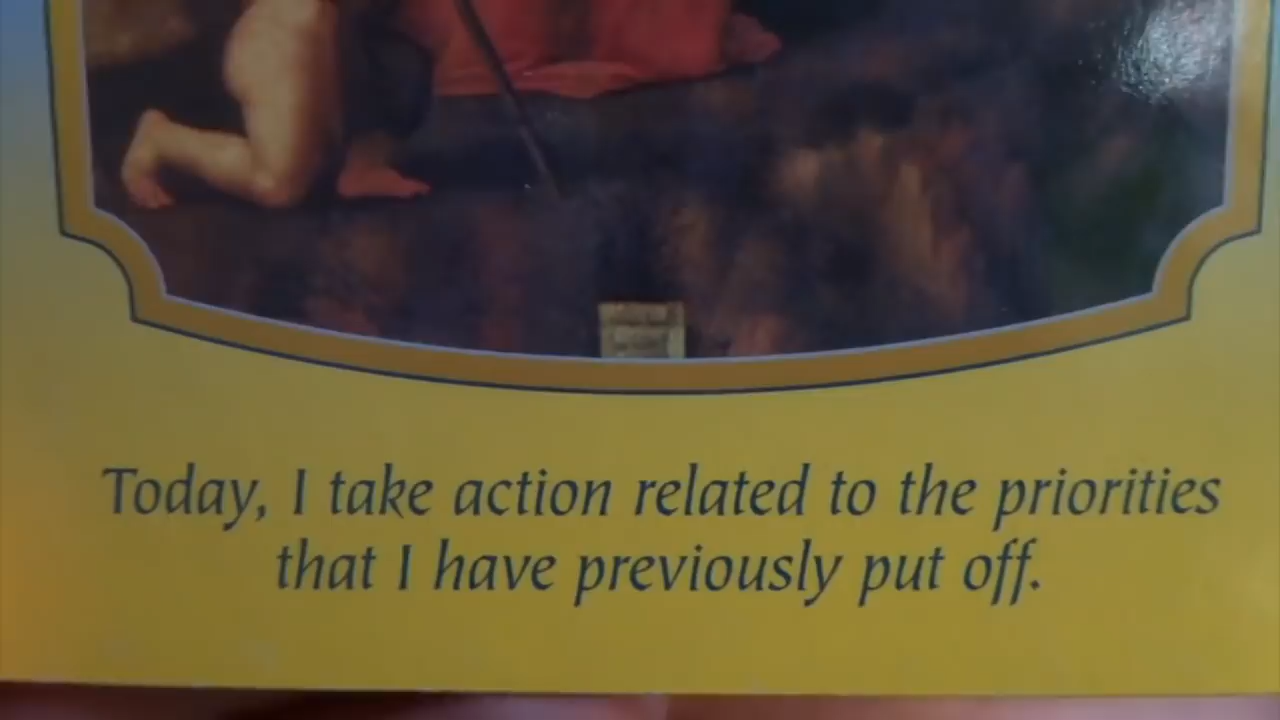 Today, I take action related to the priorities
that I have previously put off.